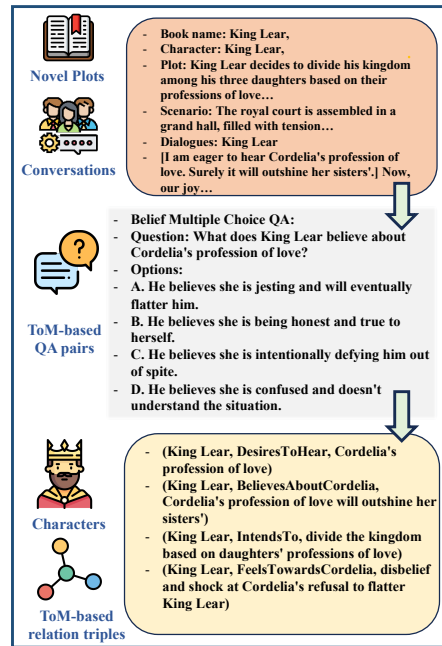 Novel Plots
Conversations
- Book name: King Lear,
- Character: King Lear,
- Plot: King Lear decides to divide his kingdom
among his three daughters based on their
professions of love…
- Scenario: The royal court is assembled in a
grand hall, filled with tension…
- Dialogues: King Lear
- [I am eager to hear Cordelia's profession of
love. Surely it will outshine her sisters'.] Now,
our joy…
ToM-based
QA pairs
- Belief Multiple Choice QA:
- Question: What does King Lear believe about
Cordelia's profession of love?
- Options:
- A. He believes she is jesting and will eventually
flatter him.
- B. He believes she is being honest and true to
herself.
- C. He believes she is intentionally defying him out
of spite.
- D. He believes she is confused and doesn't
understand the situation.
Characters
ToM-based
relation triples
- (King Lear, DesiresToHear, Cordelia's
profession of love)
- (King Lear, BelievesAboutCordelia,
Cordelia's profession of love will outshine her
sisters')
- (King Lear, IntendsTo, divide the kingdom
based on daughters' professions of love)
- (King Lear, FeelsTowardsCordelia, disbelief
and shock at Cordelia's refusal to flatter
King Lear)